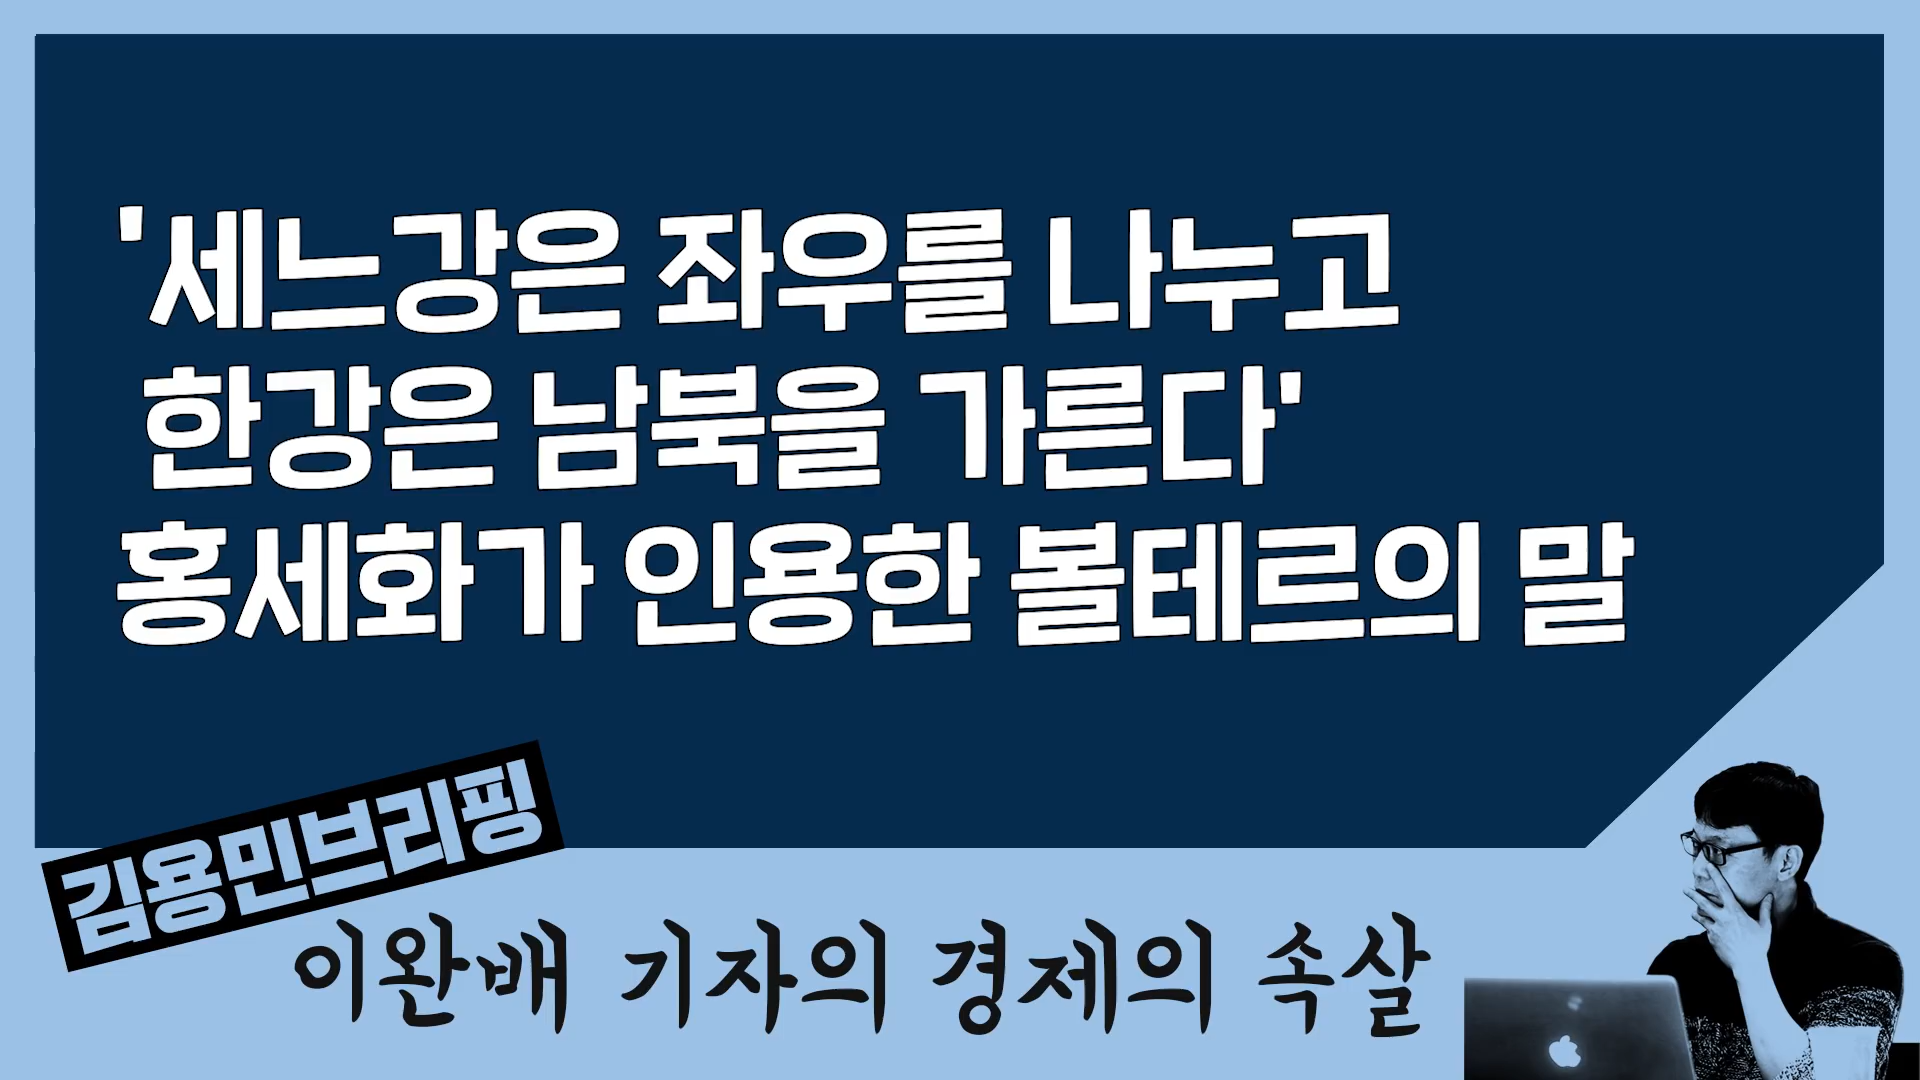 '세느강은 좌우를 나누고
한강은 남북을 가른다'
홍세화가 인용한 볼테르의 말
김용민브리핑
이완배 기자의 경제의 속살